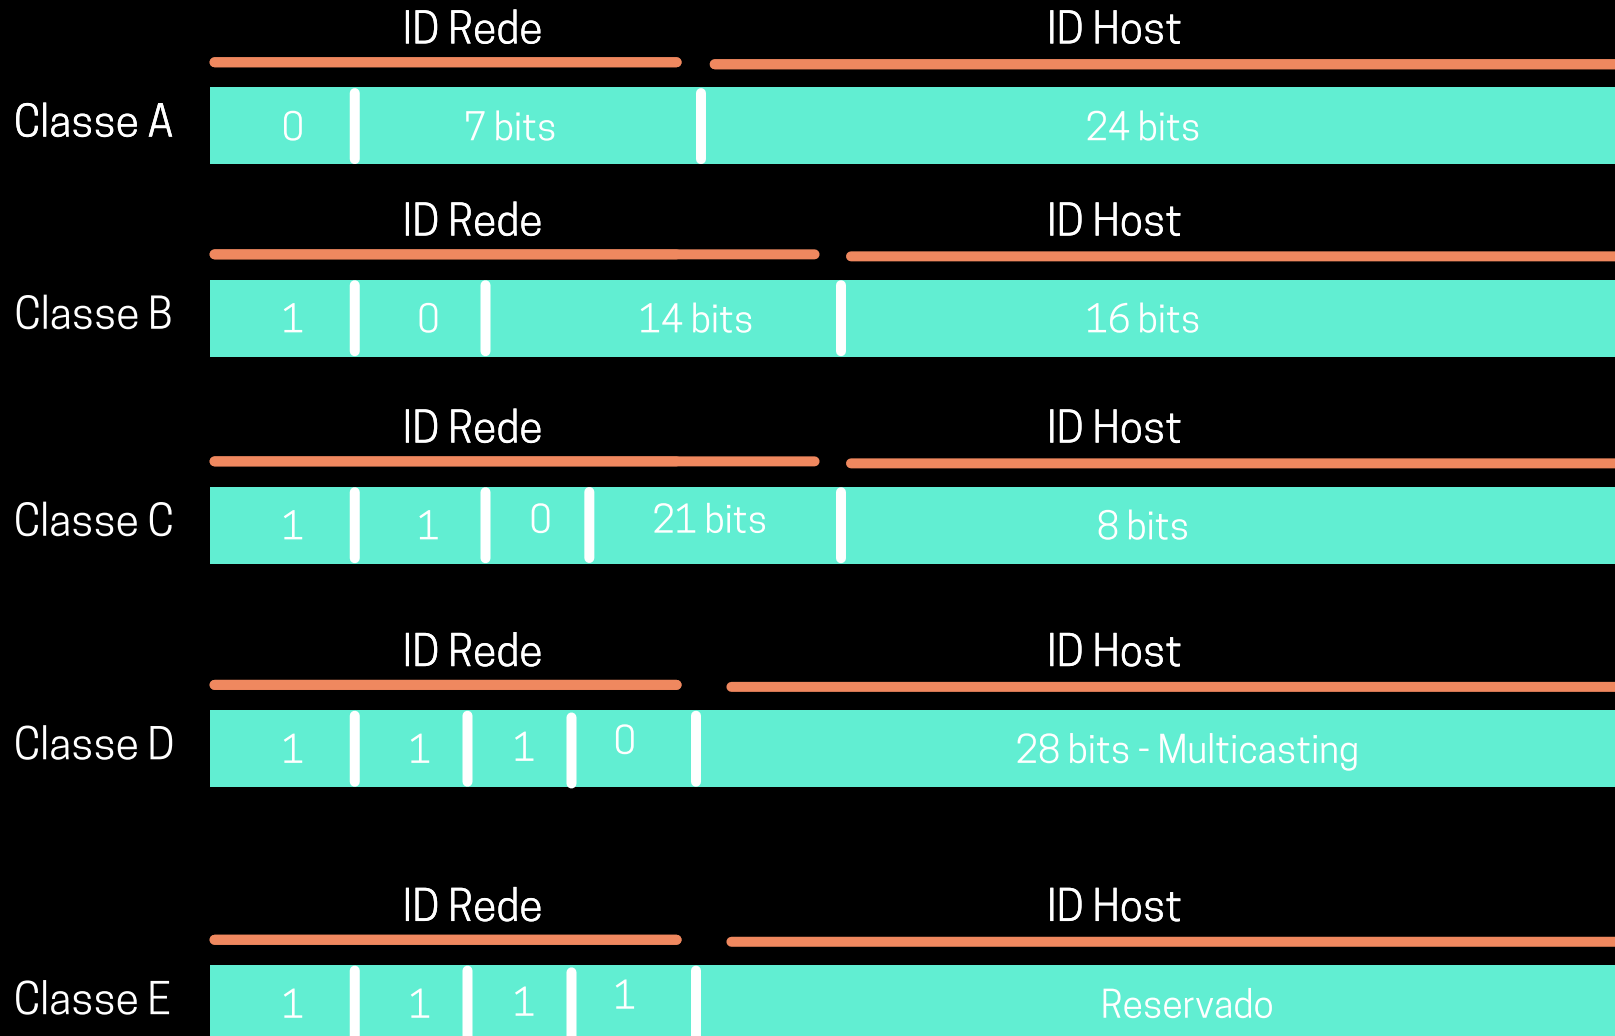 ID Rede ID Host
Classe A 0 7 bits 24 bits
ID Rede ID Host
Classe B 1 0 14 bits 16 bits
ID Rede ID Host
Classe C 1 1 0 21 bits 8 bits
ID Rede ID Host
Classe D 1 1 1 0 28 bits - Multicasting
ID Rede ID Host
Classe E 1 1 1 1 Reservado